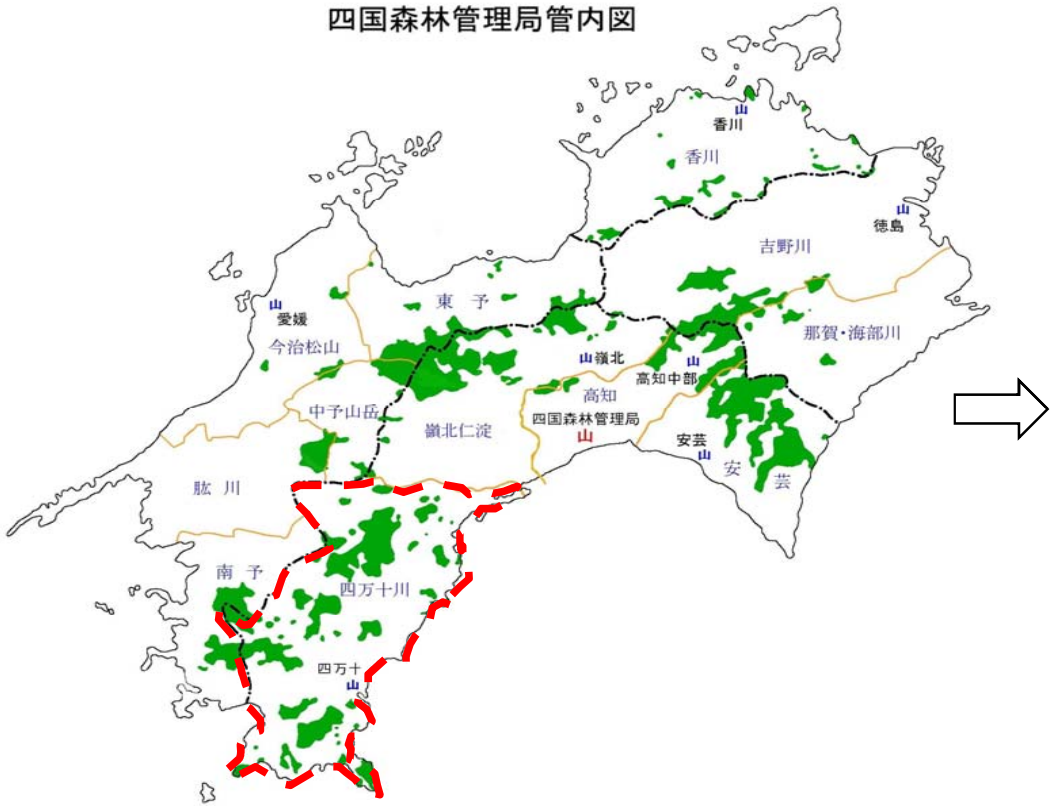 四国森林管理局管内図
山
香川
香川
山
徳島
吉野川
山
愛媛
東 予
今治松山
那賀・海部川
山嶺北
山
高知中部
高知
中予山岳
嶺北仁淀
四国森林管理局
山
安芸
山
安 芸
肱 川
南 予
四万十川
四万十
山